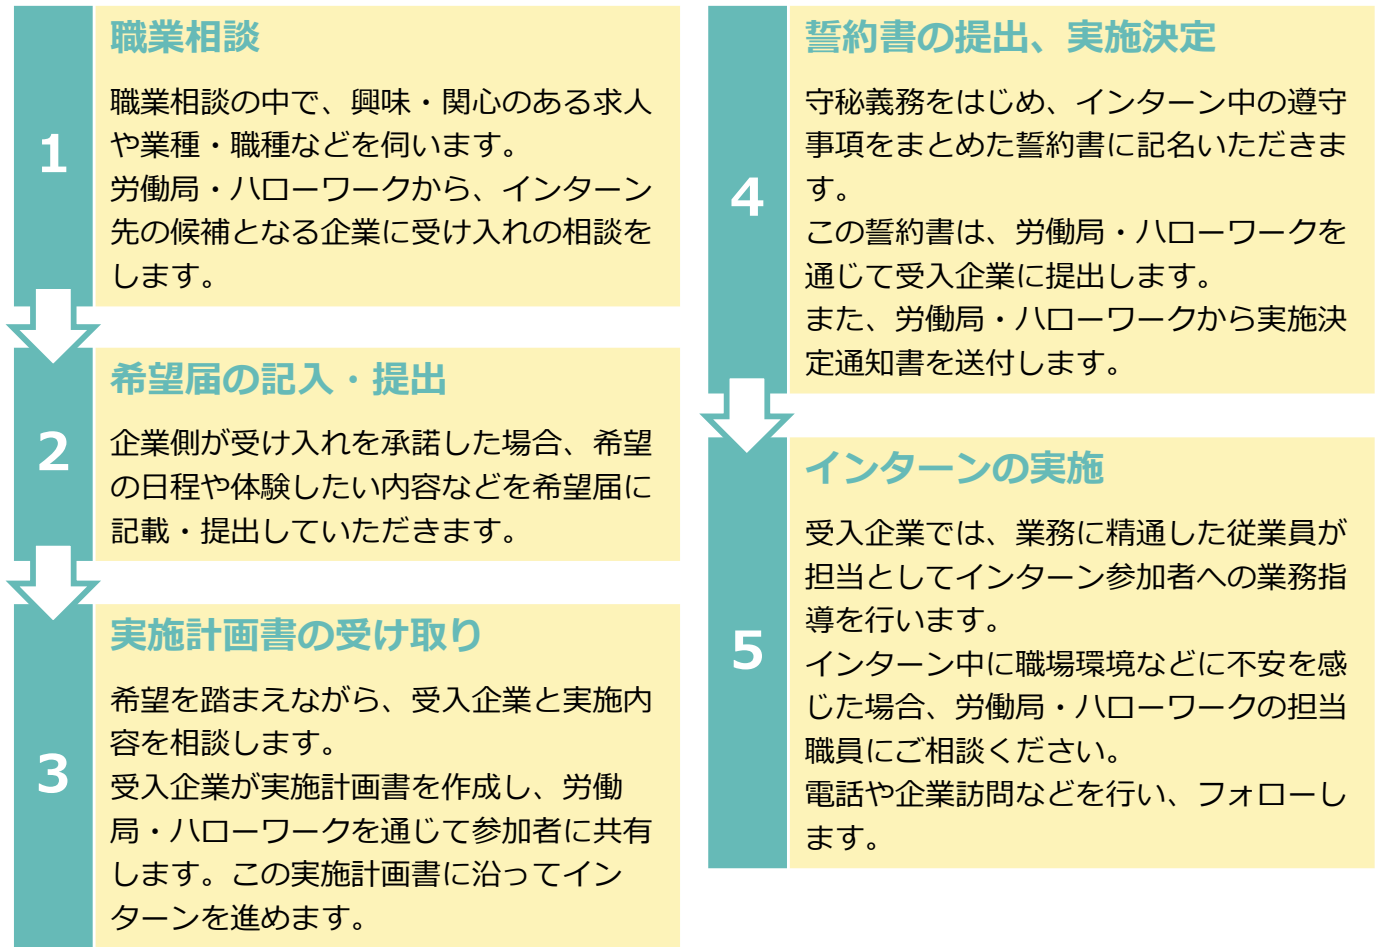 1
職業相談
職業相談の中で、興味・関心のある求人
や業種・職種などを伺います。
労働局・ハローワークから、インターン
先の候補となる企業に受け入れの相談を
します。
2
希望届の記入・提出
企業側が受け入れを承諾した場合、希望
の日程や体験したい内容などを希望届に
記載・提出していただきます。
3
実施計画書の受け取り
希望を踏まえながら、受入企業と実施内
容を相談します。
受入企業が実施計画書を作成し、労働
局・ハローワークを通じて参加者に共有
します。この実施計画書に沿ってイン
ターンを進めます。
4
誓約書の提出、実施決定
守秘義務をはじめ、インターン中の遵守
事項をまとめた誓約書に記名いただきま
す。
この誓約書は、労働局・ハローワークを
通じて受入企業に提出します。
また、労働局・ハローワークから実施決
定通知書を送付します。
5
インターンの実施
受入企業では、業務に精通した従業員が
担当としてインターン参加者への業務指
導を行います。
インターン中に職場環境などに不安を感
じた場合、労働局・ハローワークの担当
職員にご相談ください。
電話や企業訪問などを行い、フォローし
ます。